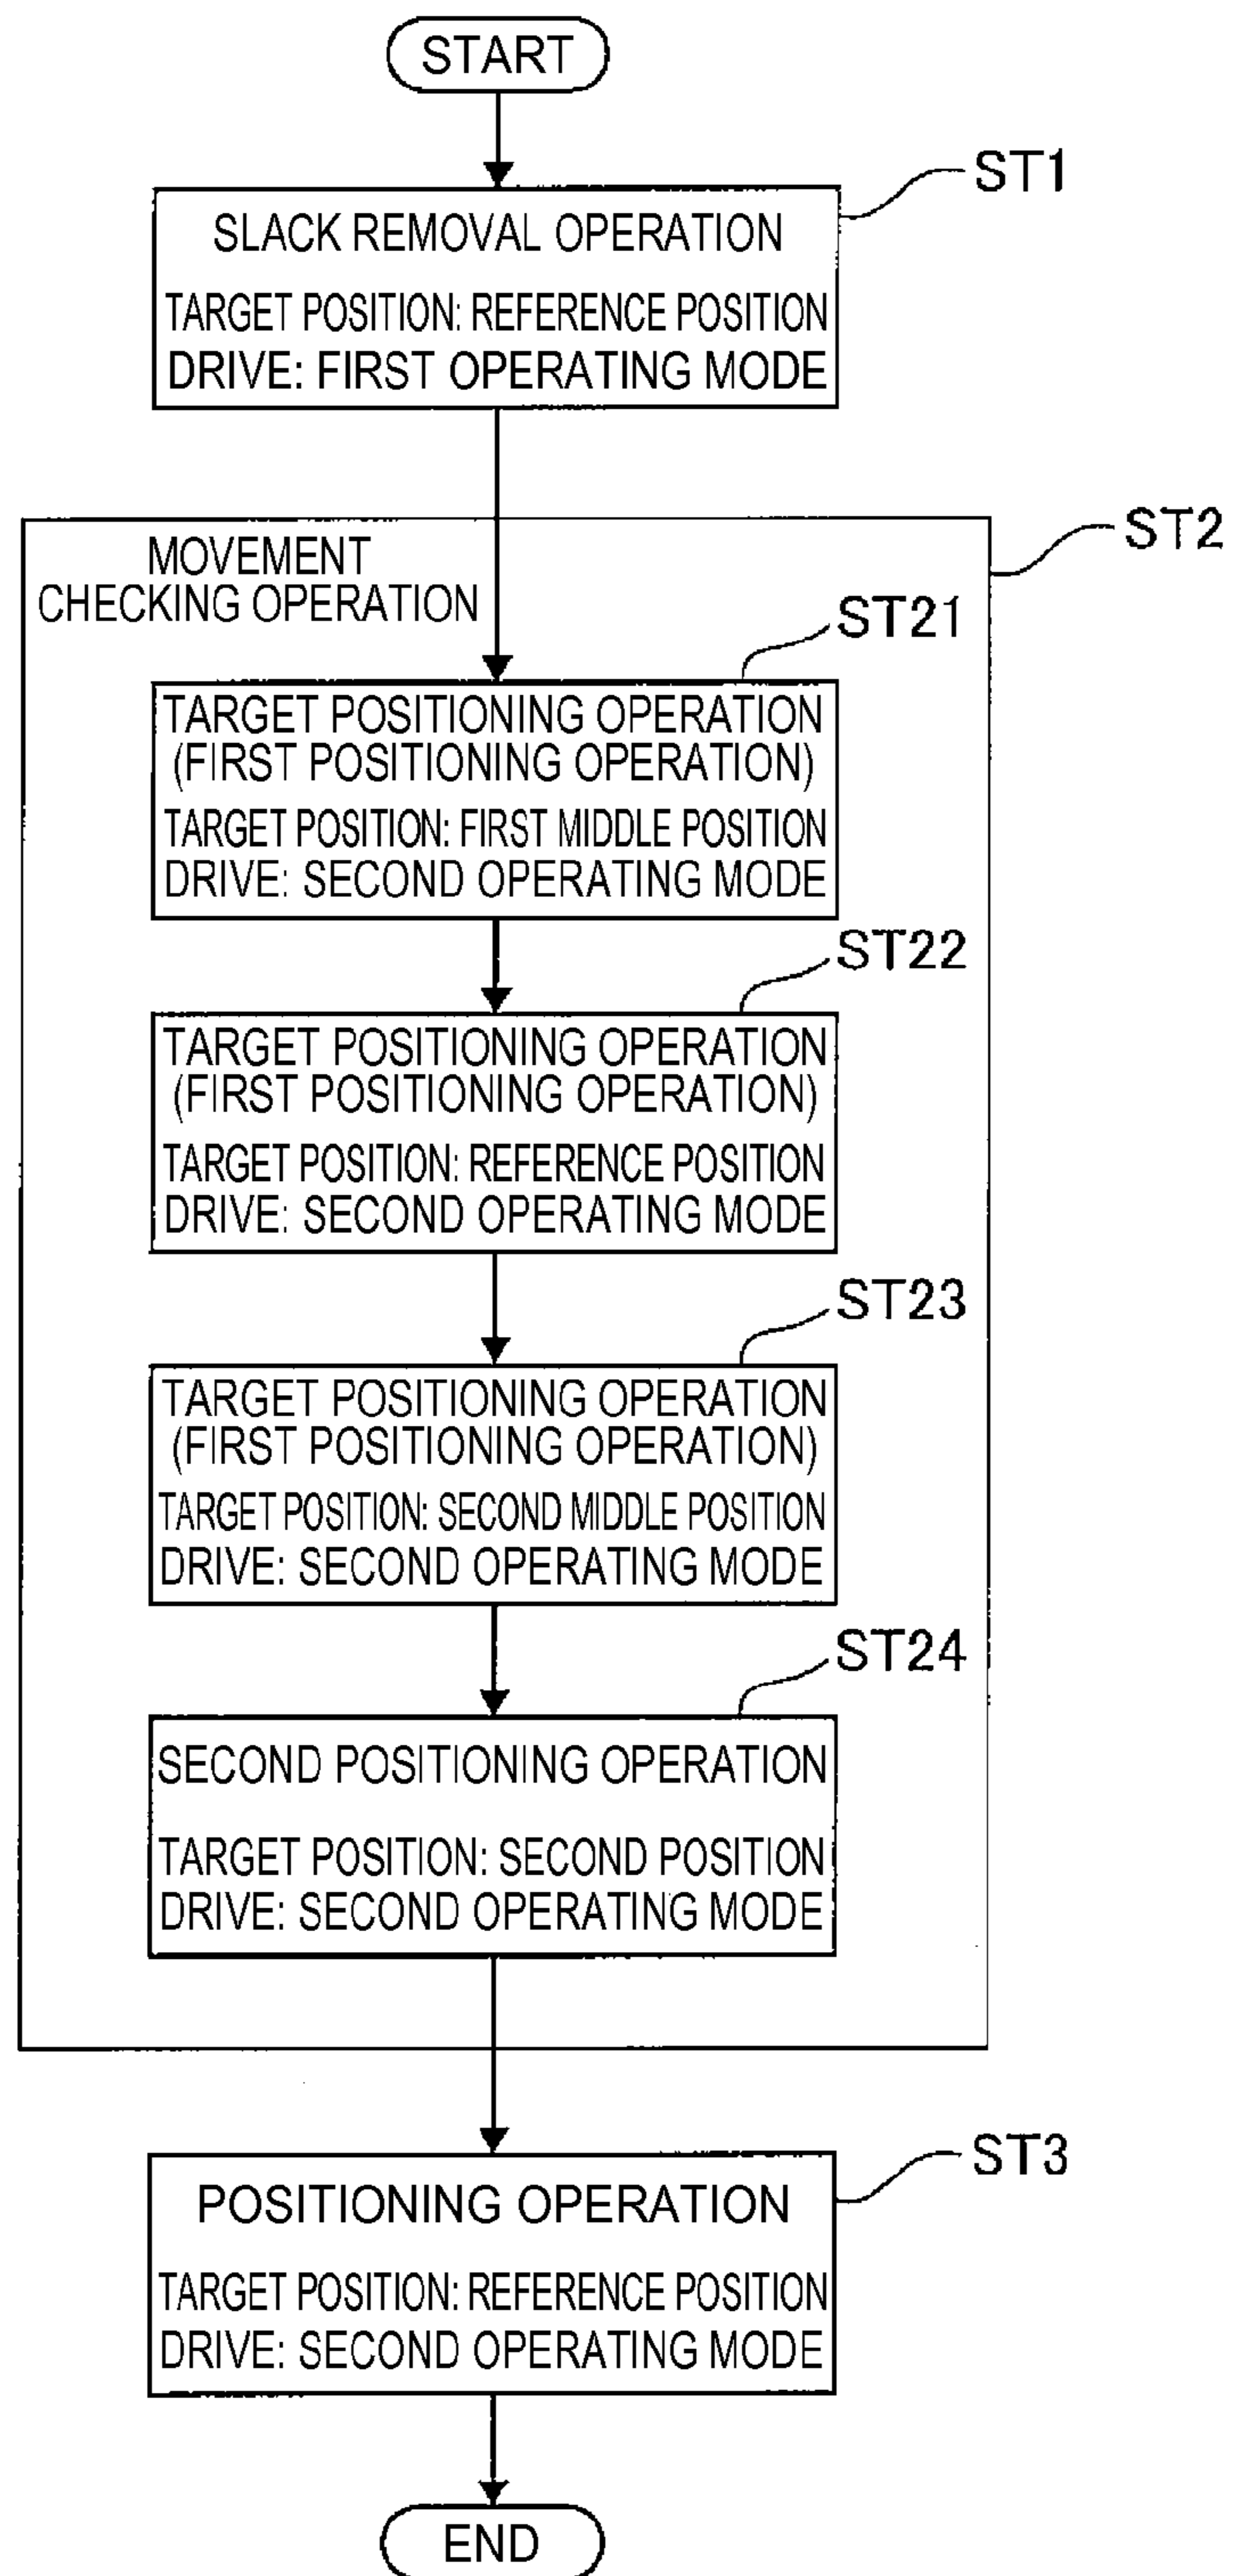 START
ST1
SLACK REMOVAL OPERATION
TARGET POSITION: REFERENCE POSITION
DRIVE: FIRST OPERATING MODE
ST2
MOVEMENT
CHECKING OPERATION
ST21
TARGET POSITIONING OPERATION
(FIRST POSITIONING OPERATION)
TARGET POSITION: FIRST MIDDLE POSITION
DRIVE: SECOND OPERATING MODE
ST22
TARGET POSITIONING OPERATION
(FIRST POSITIONING OPERATION)
TARGET POSITION: REFERENCE POSITION
DRIVE: SECOND OPERATING MODE
ST23
TARGET POSITIONING OPERATION
(FIRST POSITIONING OPERATION)
TARGET POSITION: SECOND MIDDLE POSITION
DRIVE: SECOND OPERATING MODE
ST24
SECOND POSITIONING OPERATION
TARGET POSITION: SECOND POSITION
DRIVE: SECOND OPERATING MODE
ST3
POSITIONING OPERATION
TARGET POSITION: REFERENCE POSITION
DRIVE: SECOND OPERATING MODE
END